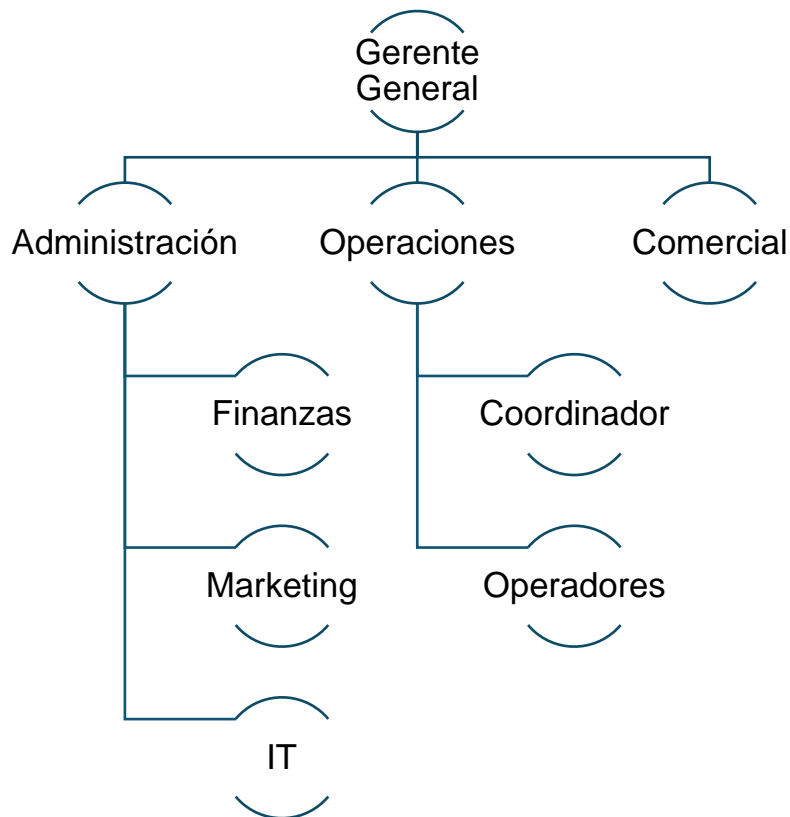 Gerente
General
Administración
Operaciones
Comercial
Finanzas
Coordinador
Marketing
Operadores
IT